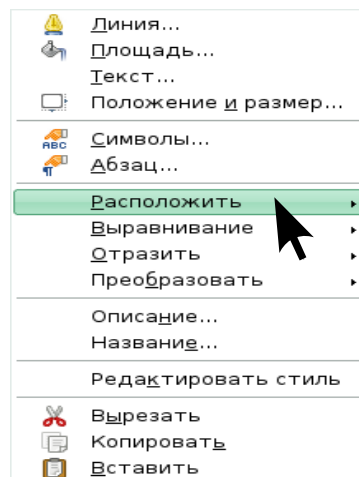 Линия...
Площадь...
Текст...
Положение и размер...
Символы...
Абзац...
Расположить
Выравнивание
Отразить
Преобразовать
Описание...
Название...
Редактировать стиль
Вырезать
Копировать
Вставить